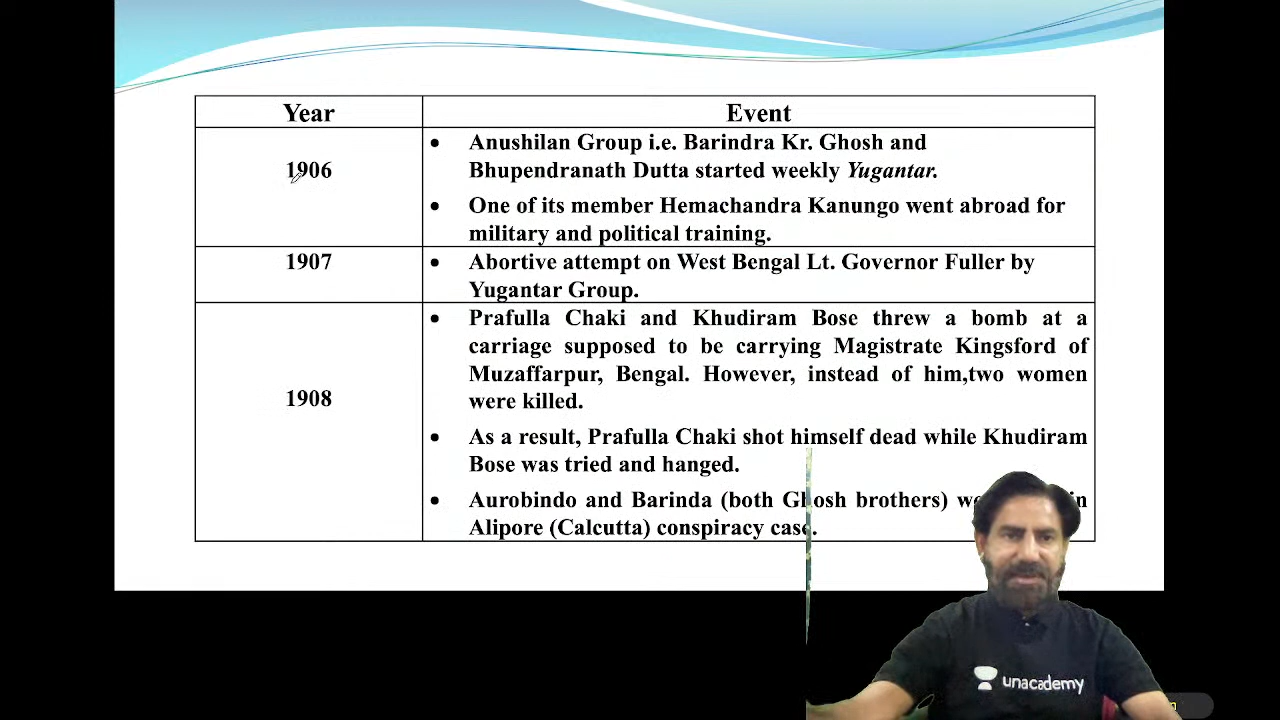 Year Event
1906
• Anushilan Group i.e. Barindra Kr. Ghosh and
Bhupendranath Dutta started weekly Yugantar.
• One of its member Hemachandra Kanungo went abroad for
military and political training.
1907
• Abortive attempt on West Bengal Lt. Governor Fuller by
Yugantar Group.
1908
• Prafulla Chaki and Khudiram Bose threw a bomb at a
carriage supposed to be carrying Magistrate Kingsford of
Muzaffarpur, Bengal. However, instead of him,two women
were killed.
• As a result, Prafulla Chaki shot himself dead while Khudiram
Bose was tried and hanged.
• Aurobindo and Barinda (both Ghosh brothers) in
Alipore (Calcutta) conspiracy case.
unacademy